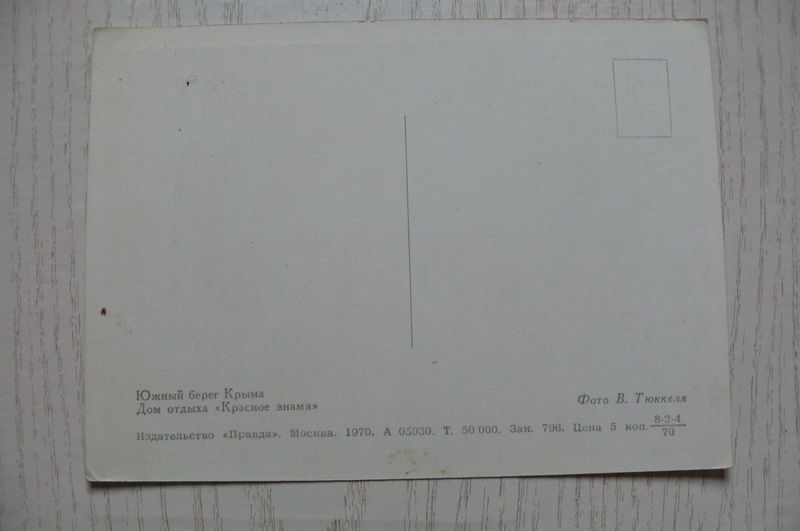 Южный берег Крыма
Дом отдыха «Красное знамя»
Фото В. Тюккеля
Издательство «Правда». Москва. 1970. А 05930. Т. 50 000. Зак. 796. Цена 5 коп. 8-2-4/70